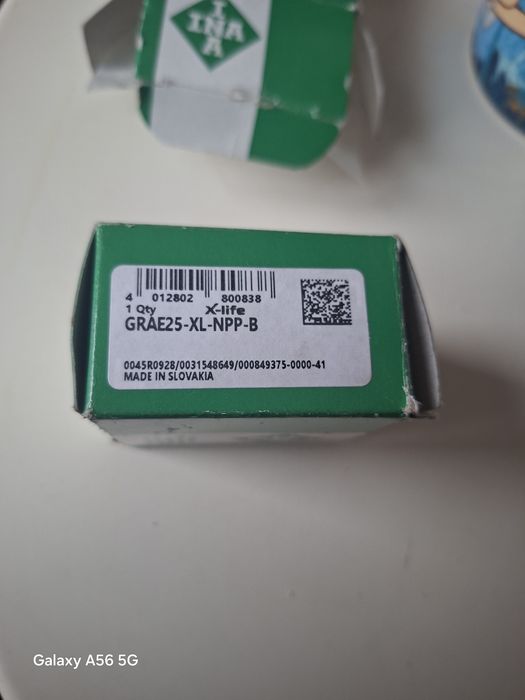 INA
INA
4 012802 800838
1 Qty X-life
GRAE25-XL-NPP-B
0045R0928/0031548649/000849375-0000-41
MADE IN SLOVAKIA
Galaxy A56 5G